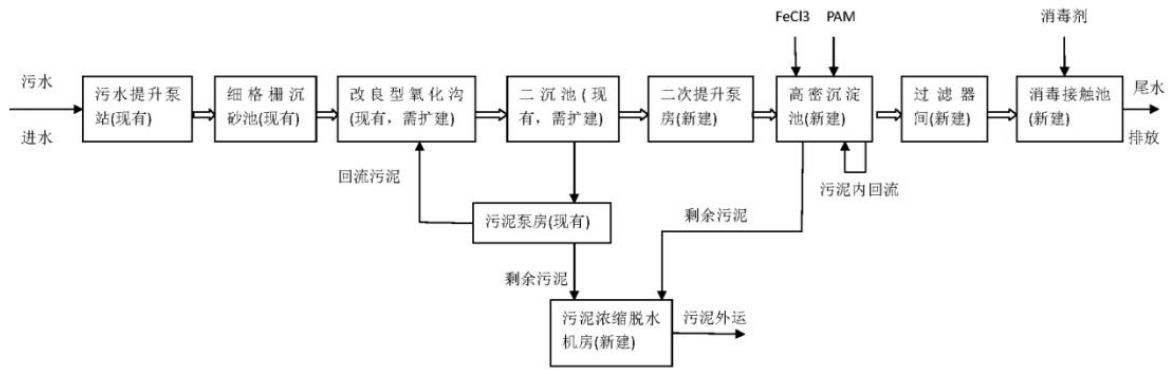 FeCl3
PAM
消毒剂
污水
进水
污水提升泵
站(现有)
细格栅沉
砂池(现有)
改良型氧化沟
(现有，需扩建)
二沉池(现
有，需扩建)
二次提升泵
房(新建)
高密沉淀
池(新建)
过滤器
间(新建)
消毒接触池
(新建)
尾水
排放
回流污泥
污泥内回流
污泥泵房(现有)
剩余污泥
剩余污泥
污泥浓缩脱水
机房(新建)
污泥外运